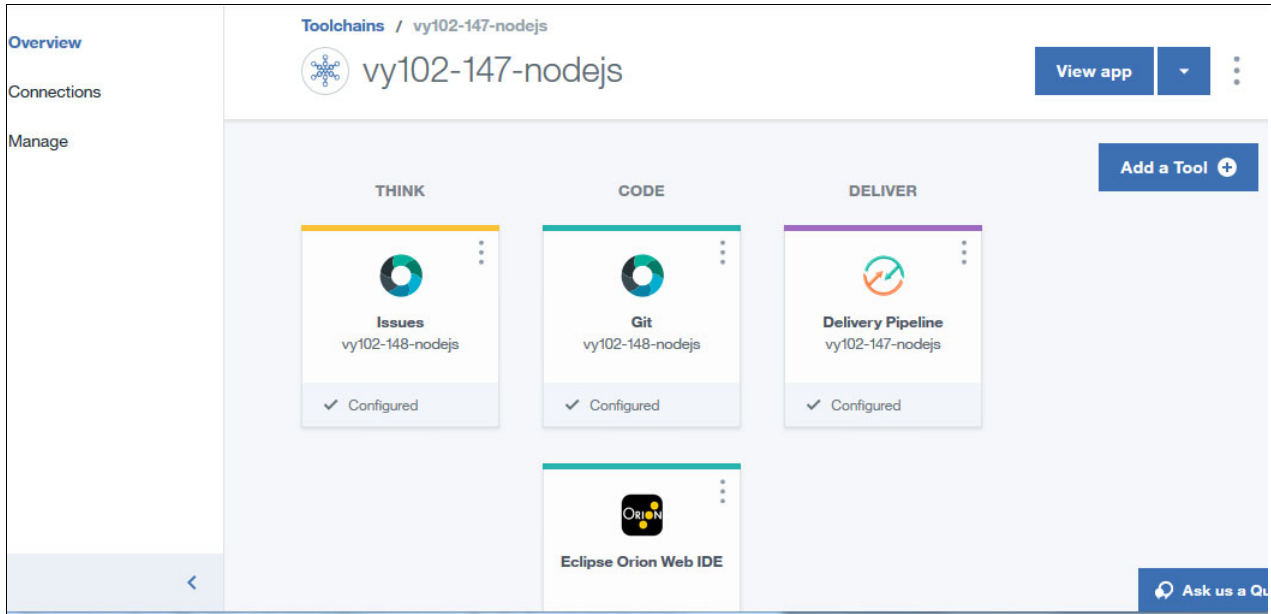 Overview
Connections
Manage
Toolchains / vy102-147-nodejs
vy102-147-nodejs
View app
Add a Tool
THINK
CODE
DELIVER
Issues
vy102-148-nodejs
Configured
Git
vy102-148-nodejs
Configured
Delivery Pipeline
vy102-147-nodejs
Configured
ORION
Eclipse Orion Web IDE
Ask us a Qu